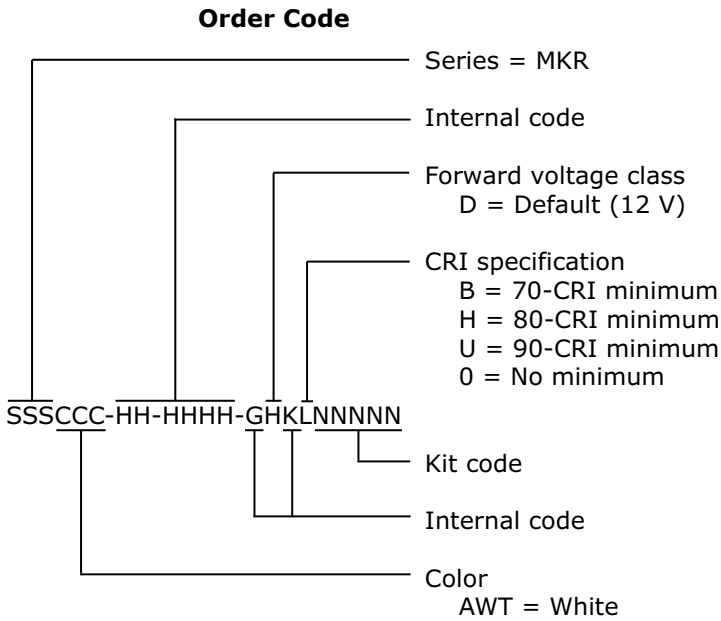 Order Code
Series = MKR
Internal code
Forward voltage class
D = Default (12 V)
CRI specification
B = 70-CRI minimum
H = 80-CRI minimum
U = 90-CRI minimum
0 = No minimum
SSSCCC-HH-HHHH-GHKLNNNNN
Kit code
Internal code
Color
AWT = White